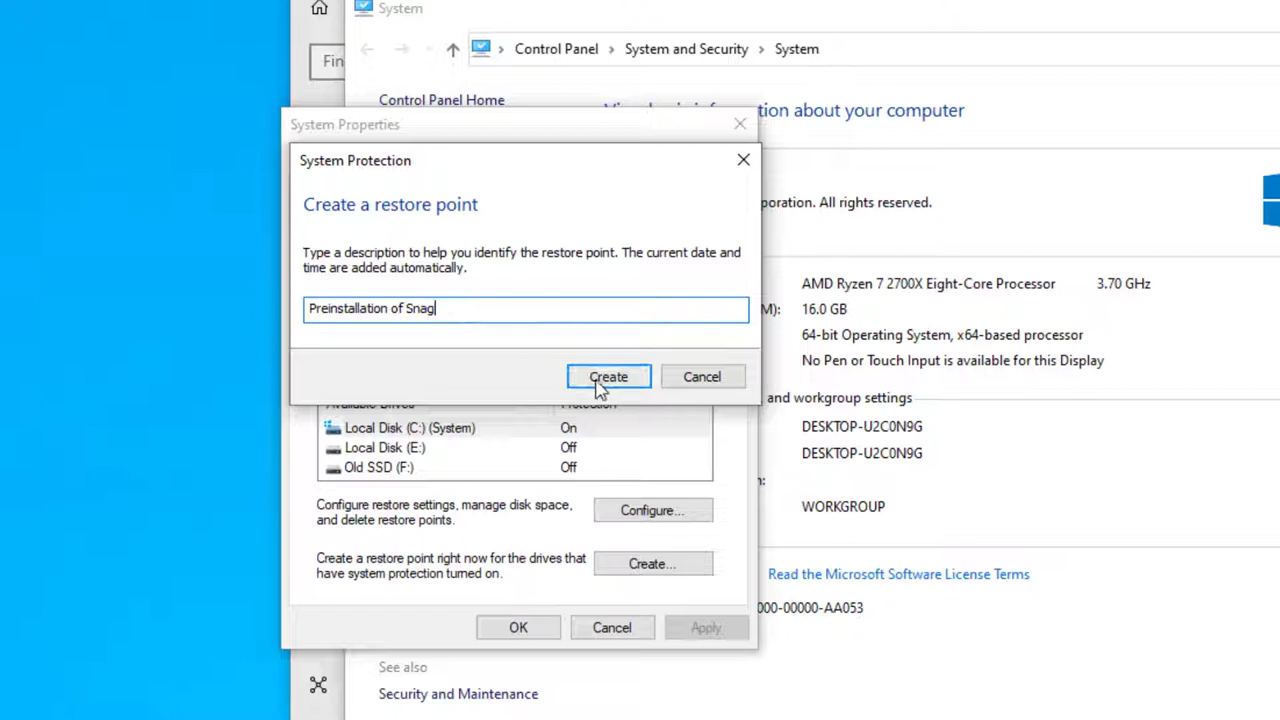 System
Control Panel > System and Security > System
Fin
Control Panel Home
information about your computer
System Properties
System Protection
Create a restore point
poration. All rights reserved.
Type a description to help you identify the restore point. The current date and
time are added automatically.
AMD Ryzen 7 2700X Eight-Core Processor 3.70 GHz
Preinstallation of Snag
M): 16.0 GB
64-bit Operating System, x64-based processor
No Pen or Touch Input is available for this Display
Create Cancel
and workgroup settings
Available Drives Protection
Local Disk (C:) (System) On
DESKTOP-U2C0N9G
Local Disk (E:) Off
DESKTOP-U2C0N9G
Old SSD (F:) Off
Configure restore settings, manage disk space,
and delete restore points.
Configure...
WORKGROUP
Create a restore point right now for the drives that
have system protection turned on.
Create...
Read the Microsoft Software License Terms
000-00000-AA053
OK Cancel Apply
See also
Security and Maintenance